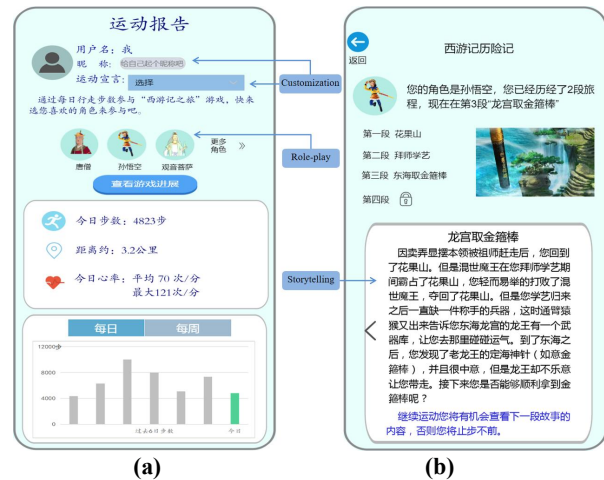 运动报告
用户名：我
昵 称：给自己起个昵称吧
运动宣言：选择
通过每日行走步数参与“西游记之旅”游戏，快来
选您喜欢的角色来参与吧。
唐僧 孙悟空 观音菩萨 更多
角色 》
查看游戏进展
今日步数：4823步
距离约：3.2公里
今日心率：平均 70 次/分
最大121次/分
每日 每周
12000步
8000
4000
0
过去6日步数 今日
(a)
Customization
Role-play
Storytelling
返回
西游记历险记
您的角色是孙悟空，您已经历经了2段旅
程，现在在第3段“龙宫取金箍棒”
第一段 花果山
第二段 拜师学艺
第三段 东海取金箍棒
第四段
龙宫取金箍棒
因卖弄显摆本领被祖师赶走后，您回到
了花果山。但是混世魔王在您拜师学艺期
间霸占了花果山，您轻而易举的打败了混
世魔王，夺回了花果山。但是您学艺归来
之后一直缺一件称手的兵器，这时通臂猿
猴又出来告诉您东海龙宫的龙王有一个武
器库，让您去那里碰碰运气。到了东海之
后，您发现了老龙王的定海神针（如意金
箍棒），并且很中意，但是龙王却不乐意
让您带走。接下来您是否能够顺利拿到金
箍棒呢？
继续运动您将有机会查看下一段故事的
内容，否则您将止步不前。
(b)